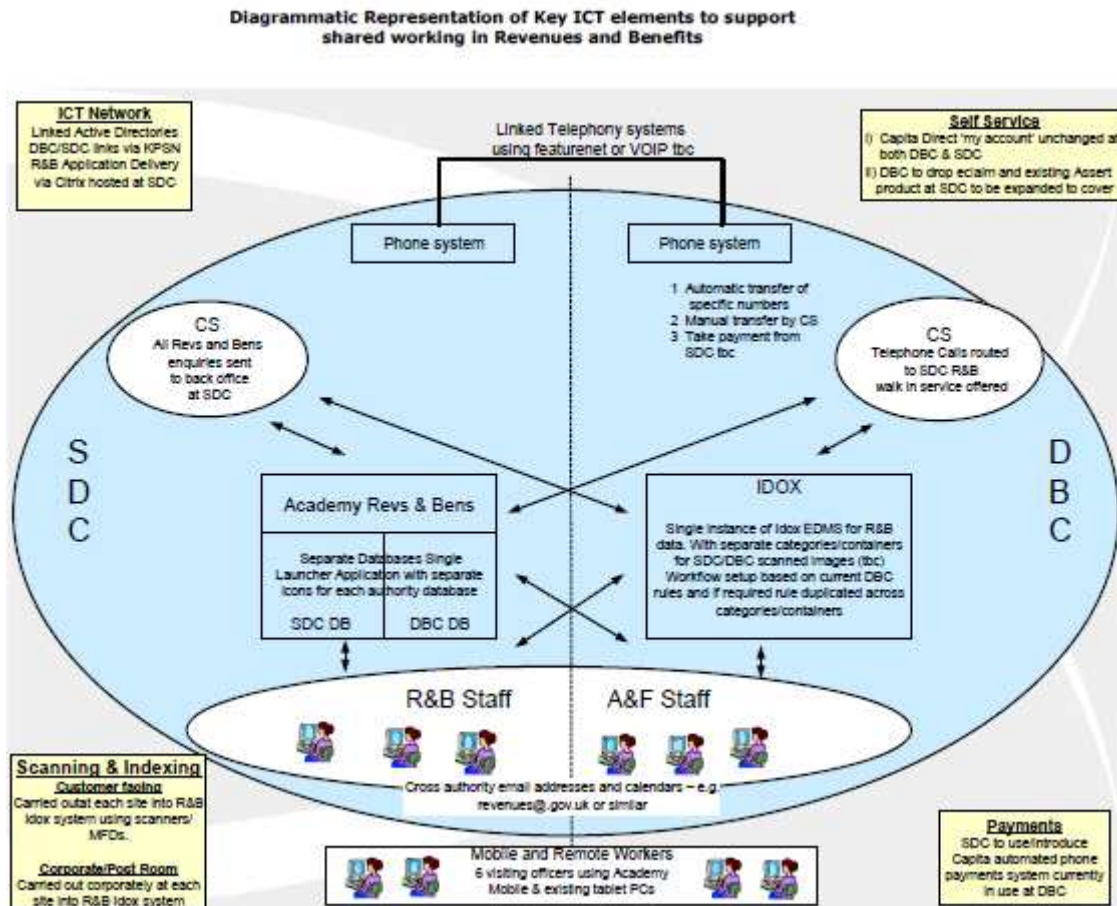 Diagrammatic Representation of Key ICT elements to support
shared working in Revenues and Benefits
ICT Network
Linked Active Directories
DBC/SDC links via KPSN
R&B Application Delivery
via Citrix hosted at SDC
Linked Telephony systems
using featurenet or VOIP tbc
Self Service
i) Capita Direct 'my account' unchanged at
both DBC & SDC
ii) DBC to drop eclaim and existing Assert
product at SDC to be expanded to cover
Phone system
Phone system
1 Automatic transfer of
specific numbers
2 Manual transfer by CS
3 Take payment from
SDC tbc
CS
All Revs and Bens
enquiries sent
to back office
at SDC
CS
Telephone Calls routed
to SDC R&B
walk in service offered
S
D
C
D
B
C
Academy Revs & Bens
Separate Databases Single
Launcher Application with separate
Icons for each authority database
SDC DB
DBC DB
IDOX
Single Instance of Idox EDMS for R&B
data. With separate categories/containers
for SDC/DBC scanned images (tbc)
Workflow setup based on current DBC
rules and if required rule duplicated across
categories/containers
R&B Staff
A&F Staff
Cross authority email addresses and calendars – e.g.
revenues@.gov.uk or similar
Scanning & Indexing
Customer facing
Carried outat each site into R&B
Idox system using scanners/
MFDs.
Corporate/Post Room
Carried out corporately at each
site into R&B Idox system
Mobile and Remote Workers
6 visiting officers using Academy
Mobile & existing tablet PCs
Payments
SDC to use/introduce
Capita automated phone
payments system currently
in use at DBC